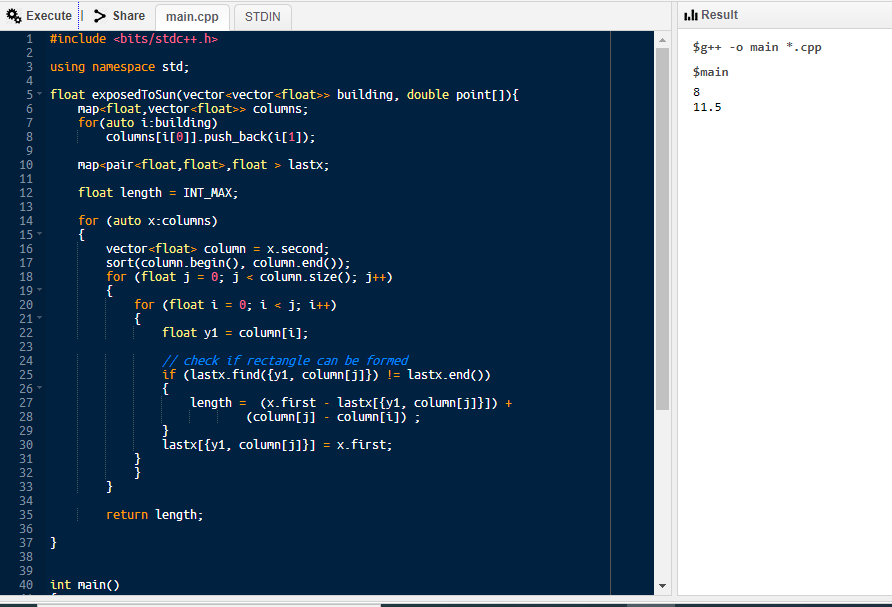 Execute | > Share main.cpp STDIN
Result
1 #include <bits/stdc++.h>
2
3 using namespace std;
4
5 float exposedToSun(vector<vector<float>> building, double point[]){
6 map<float,vector<float>> columns;
7 for(auto i:building)
8 columns[i[0]].push_back(i[1]);
9
10 map<pair<float,float>,float > lastx;
11
12 float length = INT_MAX;
13
14 for (auto x:columns)
15 {
16 vector<float> column = x.second;
17 sort(column.begin(), column.end());
18 for (float j = 0; j < column.size(); j++)
19 {
20 for (float i = 0; i < j; i++)
21 {
22 float y1 = column[i];
23
24 // check if rectangle can be formed
25 if (lastx.find({y1, column[j]}) != lastx.end())
26 {
27 length = (x.first - lastx[{y1, column[j]}]) +
28 (column[j] - column[i]) ;
29 }
30 lastx[{y1, column[j]}] = x.first;
31 }
32 }
33 }
34
35 return length;
36
37 }
38
39
40 int main()
$g++ -o main *.cpp
$main
8
11.5